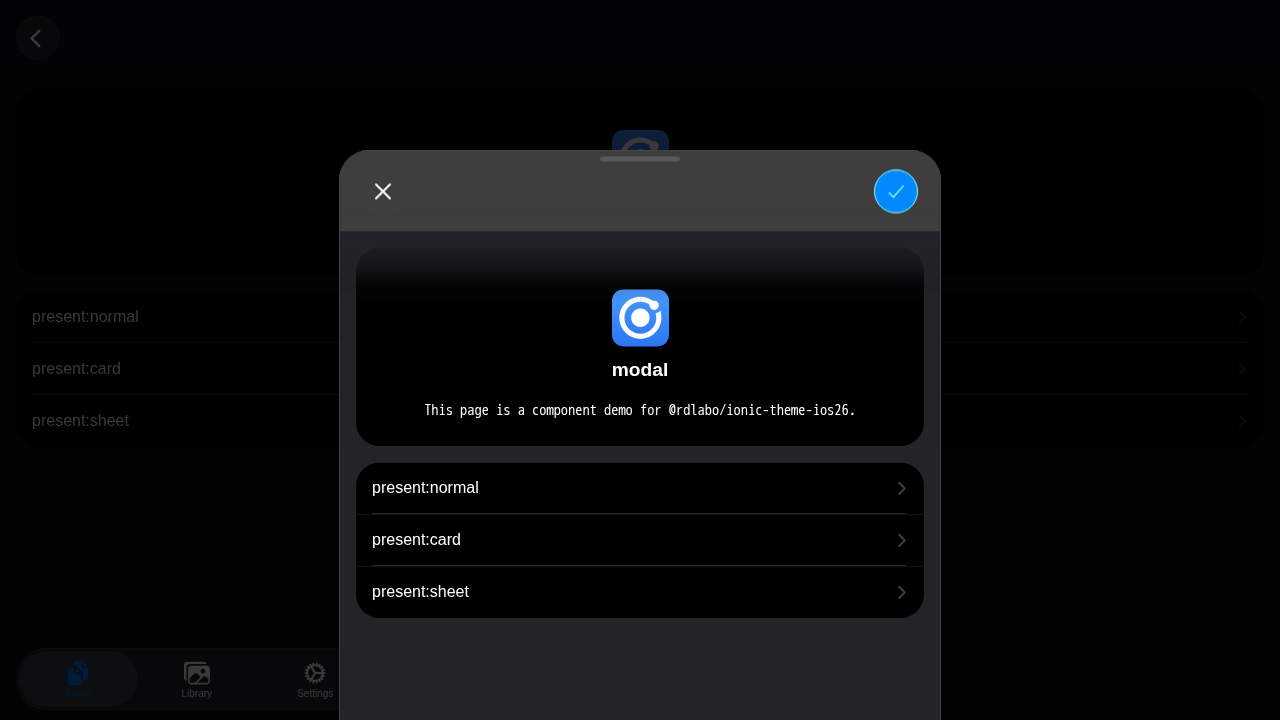 modal
This page is a component demo for @rdlabo/ionic-theme-ios26.
present:normal
present:card
present:sheet
present:normal
present:card
present:sheet
Library
Settings